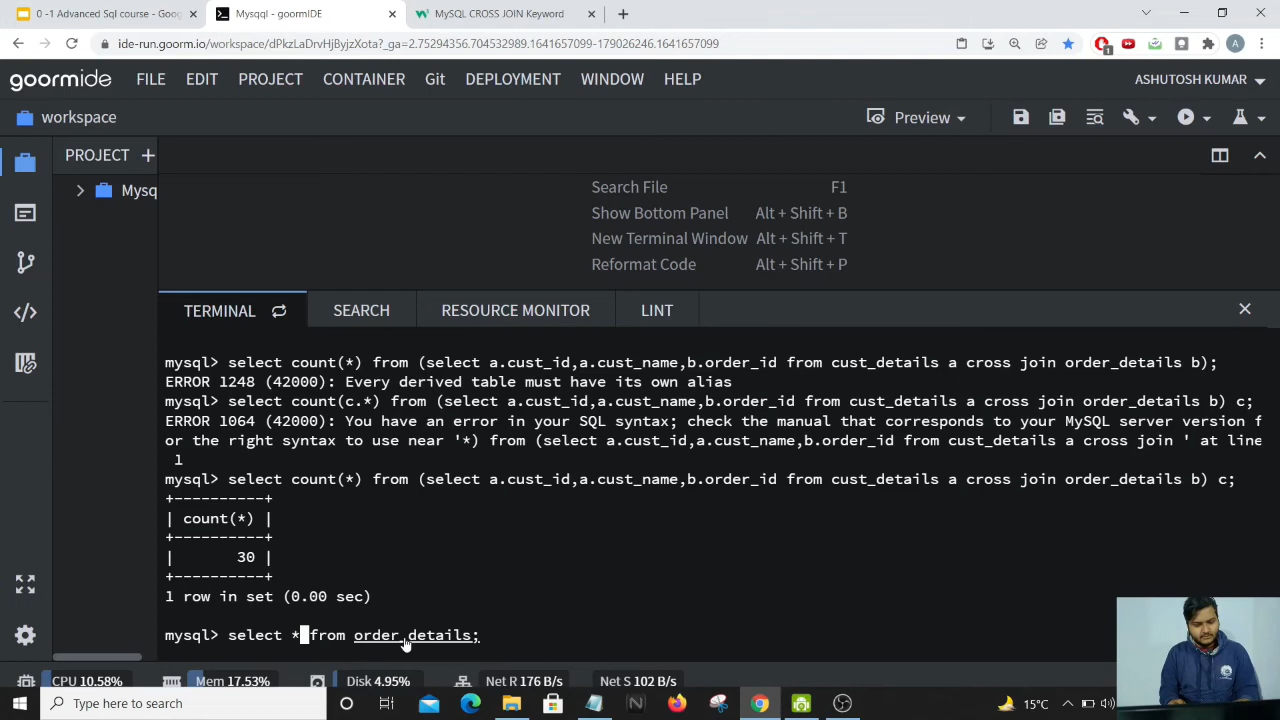 0 -1 Advanced Sql course - Goog
Mysqql - goormIDE
MySQL CROSS JOIN Keyword
ide-run.goorm.io/workspace/dPkzLaDrvHjByjzXota?_ga=2.75294356.704532389.1641657099-179026246.1641657099
A
1
goormide FILE EDIT PROJECT CONTAINER Git DEPLOYMENT WINDOW HELP ASHUTOSH KUMAR
workspace Preview
PROJECT
Mysq
Search File F1
Show Bottom Panel Alt + Shift + B
New Terminal Window Alt + Shift + T
Reformat Code Alt + Shift + P
TERMINAL SEARCH RESOURCE MONITOR LINT
mysql> select count(*) from (select a.cust_id,a.cust_name,b.order_id from cust_details a cross join order_details b);
ERROR 1248 (42000): Every derived table must have its own alias
mysql> select count(c.*) from (select a.cust_id,a.cust_name,b.order_id from cust_details a cross join order_details b) c;
ERROR 1064 (42000): You have an error in your SQL syntax; check the manual that corresponds to your MySQL server version f
or the right syntax to use near '*) from (select a.cust_id,a.cust_name,b.order_id from cust_details a cross join ' at line
1
mysql> select count(*) from (select a.cust_id,a.cust_name,b.order_id from cust_details a cross join order_details b) c;
+----------+
| count(*) |
+----------+
| 30 |
+----------+
1 row in set (0.00 sec)
mysql> select * from order_details;
CPU 10.58% Mem 17.53% Disk 4.95% Net R 176 B/s Net S 102 B/s
Type here to search
15°C